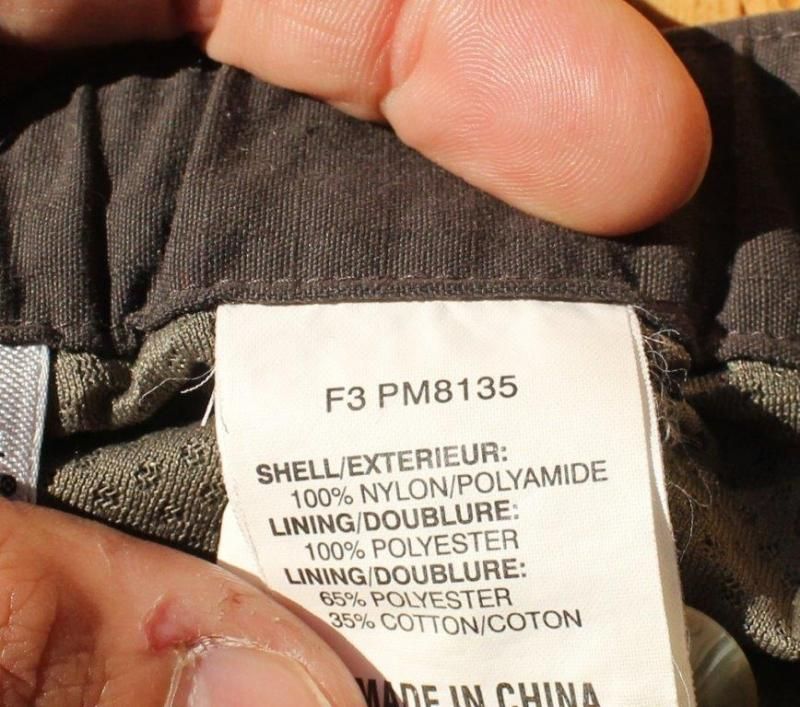 F3 PM8135
SHELL/EXTERIEUR:
100% NYLON/POLYAMIDE
LINING/DOUBLURE:
100% POLYESTER
LINING/DOUBLURE:
65% POLYESTER
35% COTTON/COTON
MADE IN CHINA